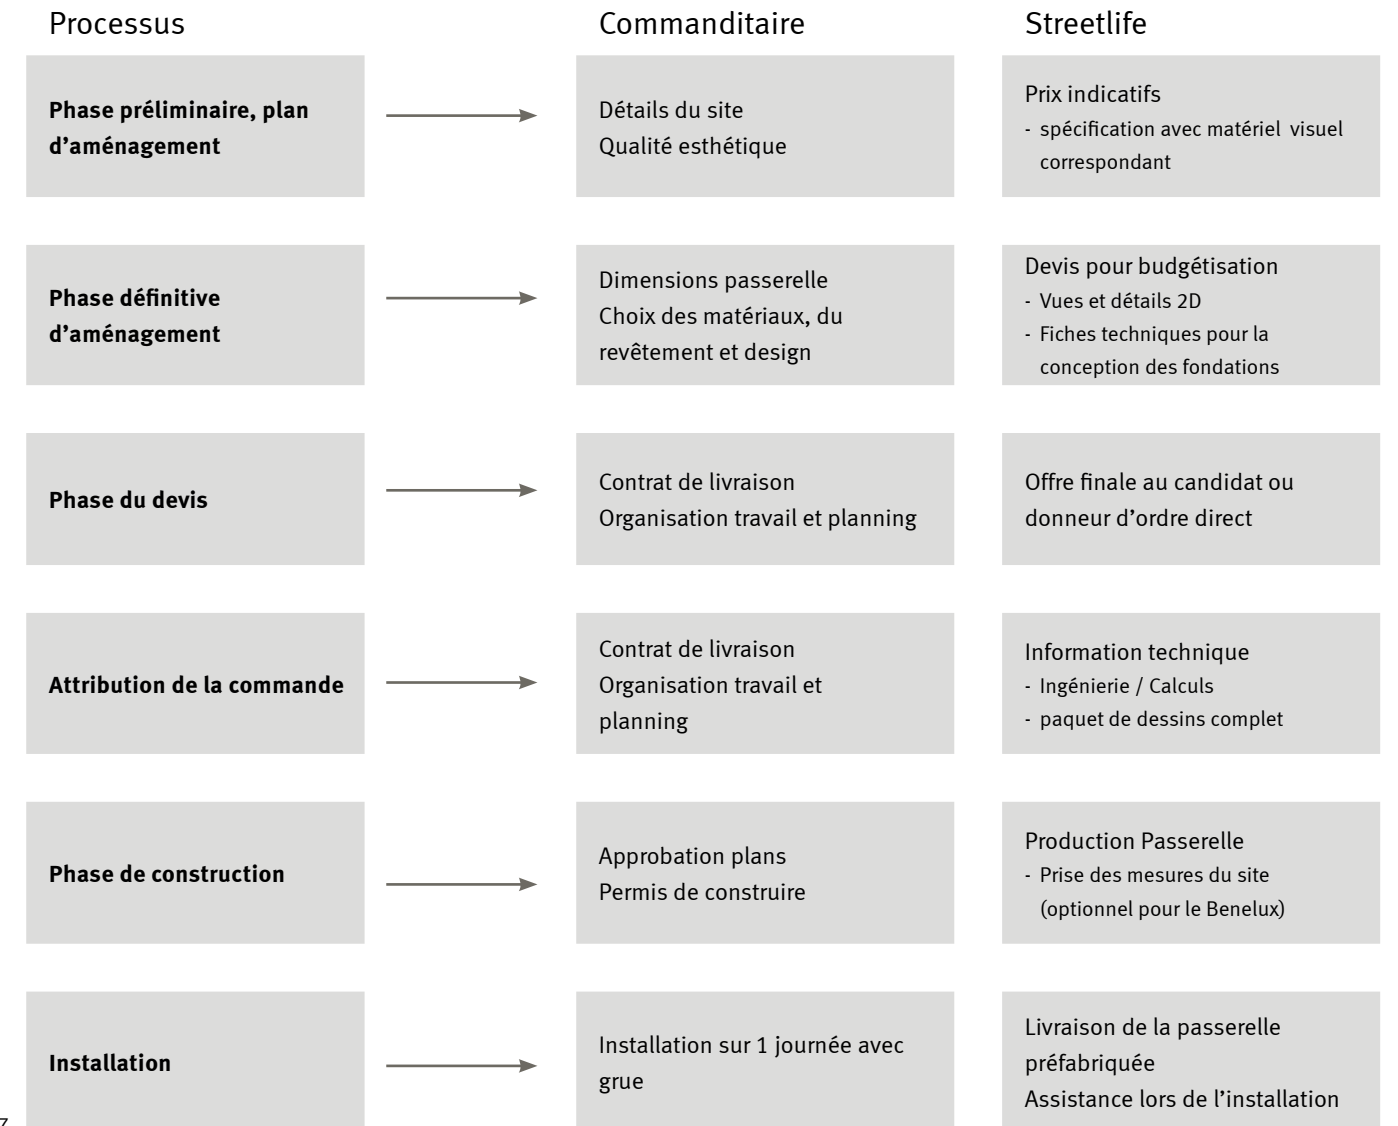 Processus
Commanditaire
Streetlife
Phase préliminaire, plan
d’aménagement
Détails du site
Qualité esthétique
Prix indicatifs
- spécification avec matériel  visuel
correspondant
Phase définitive
d’aménagement
Dimensions passerelle
Choix des matériaux, du
revêtement et design
Devis pour budgétisation
- Vues et détails 2D
- Fiches techniques pour la
conception des fondations
Phase du devis
Contrat de livraison
Organisation travail et planning
Offre finale au candidat ou
donneur d’ordre direct
Attribution de la commande
Contrat de livraison
Organisation travail et
planning
Information technique
- Ingénierie / Calculs
- paquet de dessins complet
Phase de construction
Approbation plans
Permis de construire
Production Passerelle
- Prise des mesures du site
(optionnel pour le Benelux)
Installation
Installation sur 1 journée avec
grue
Livraison de la passerelle
préfabriquée
Assistance lors de l’installation